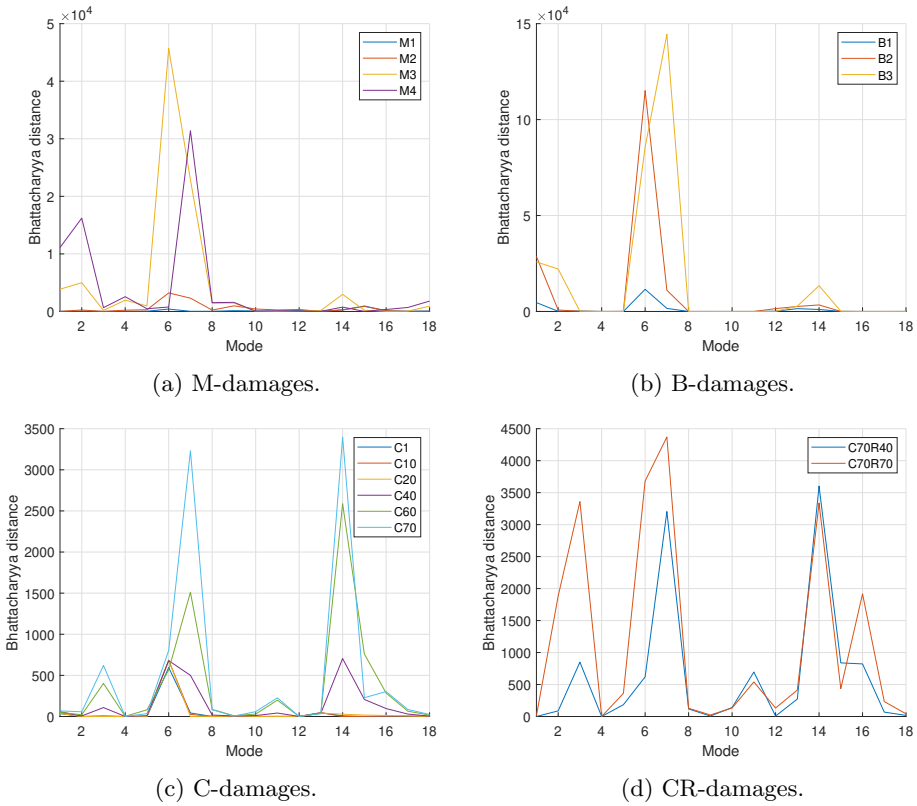 ×10⁴
5
4
3
2
1
0
Bhattacharyya distance
2 4 6 8 10 12 14 16 18
Mode
M1
M2
M3
M4
(a) M-damages.
×10⁴
15
10
5
0
Bhattacharyya distance
2 4 6 8 10 12 14 16 18
Mode
B1
B2
B3
(b) B-damages.
3500
3000
2500
2000
1500
1000
500
0
Bhattacharyya distance
2 4 6 8 10 12 14 16 18
Mode
C1
C10
C20
C40
C60
C70
(c) C-damages.
4500
4000
3500
3000
2500
2000
1500
1000
500
0
Bhattacharyya distance
2 4 6 8 10 12 14 16 18
Mode
C70R40
C70R70
(d) CR-damages.